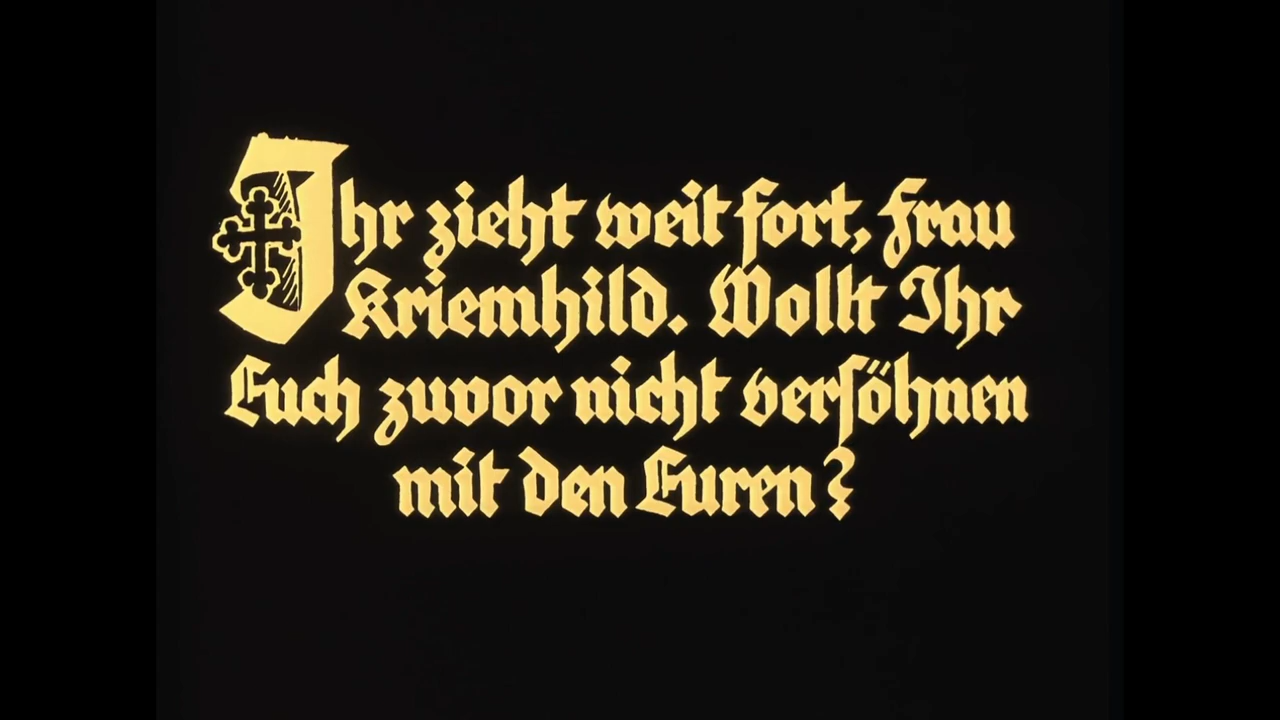 Ihr zieht weit fort, Frau
Kriemhild. Wollt Ihr
Euch zuvor nicht versöhnen
mit den Euren?